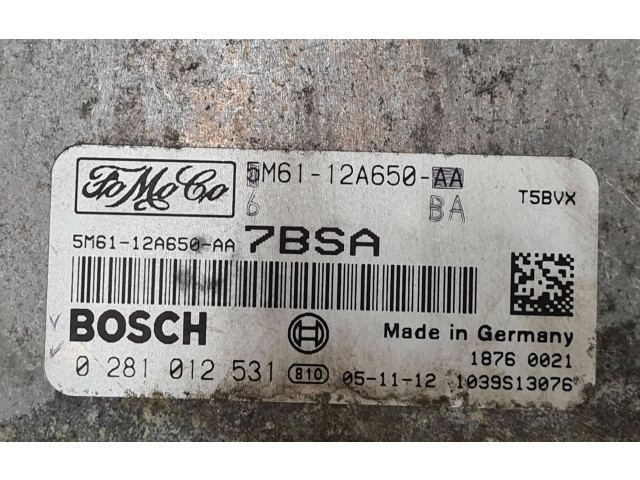 FoMoCo 5M61-12A650-AA T5BVX
6 BA
5M61-12A650-AA 7BSA
BOSCH Made in Germany
1876 0021
0 281 012 531 810 05-11-12 1039S13076